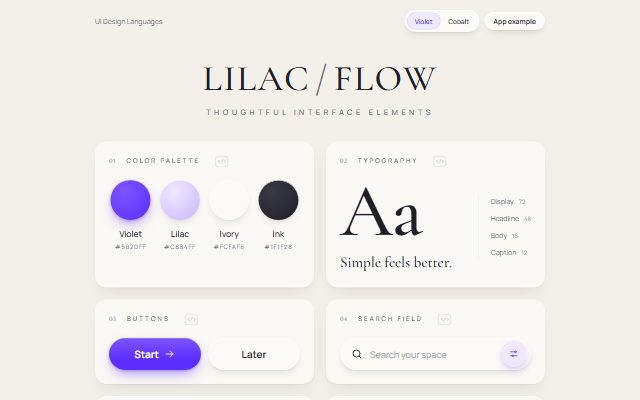 UI Design Languages
Violet
Cobalt
App example
LILAC / FLOW
THOUGHTFUL INTERFACE ELEMENTS
01 COLOR PALETTE </>
Violet
#5B2DFF
Lilac
#C8B4FF
Ivory
#FCFAF6
Ink
#1F1F28
02 TYPOGRAPHY </>
Aa
Simple feels better.
Display 72
Headline 48
Body 16
Caption 12
03 BUTTONS </>
Start →
Later
04 SEARCH FIELD </>
Search your space